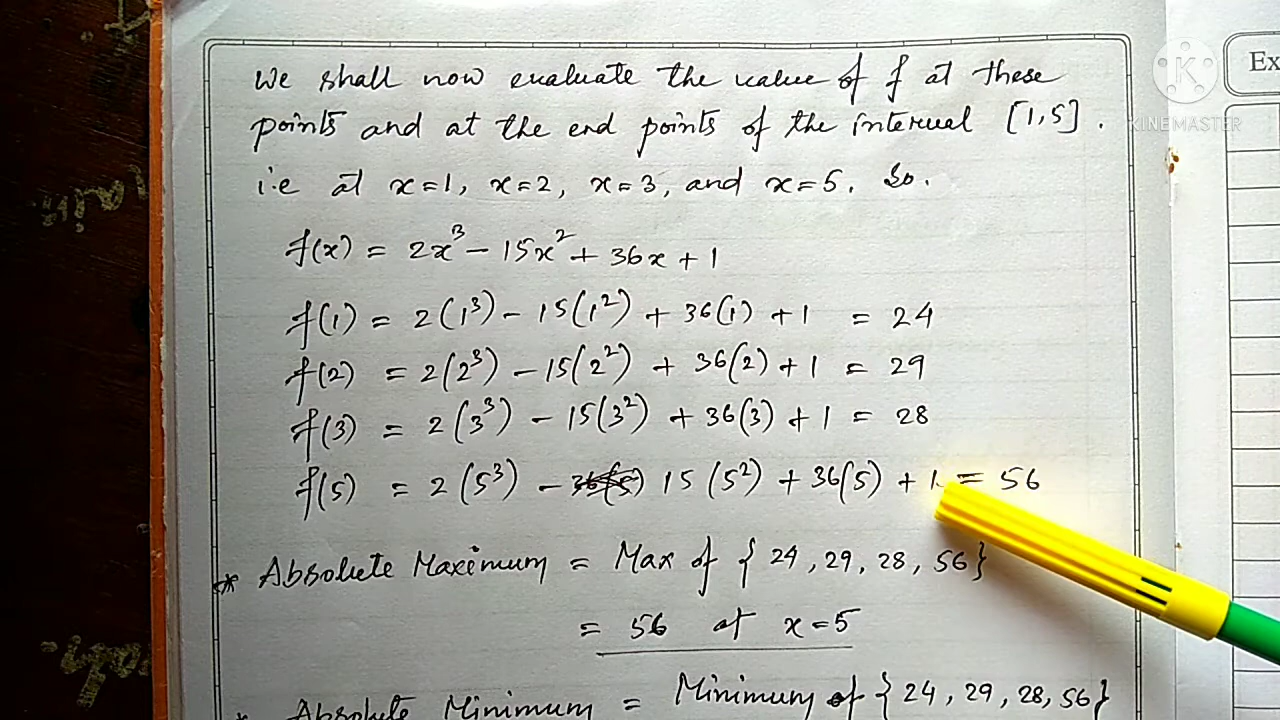 We shall now evaluate the value of f at these
points and at the end points of the interval [1,5].
i.e at x=1, x=2, x=3, and x=5. So.
f(x) = 2x³ - 15x² + 36x + 1
f(1) = 2(1³) - 15(1²) + 36(1) + 1 = 24
f(2) = 2(2³) - 15(2²) + 36(2) + 1 = 29
f(3) = 2(3³) - 15(3²) + 36(3) + 1 = 28
f(5) = 2(5³) - 15(5²) + 36(5) + 1 = 56
* Absolute Maximum = Max of {24, 29, 28, 56}
= 56 at x=5
* Absolute Minimum = Minimum of {24, 29, 28, 56}
KINEMASTER
Ex